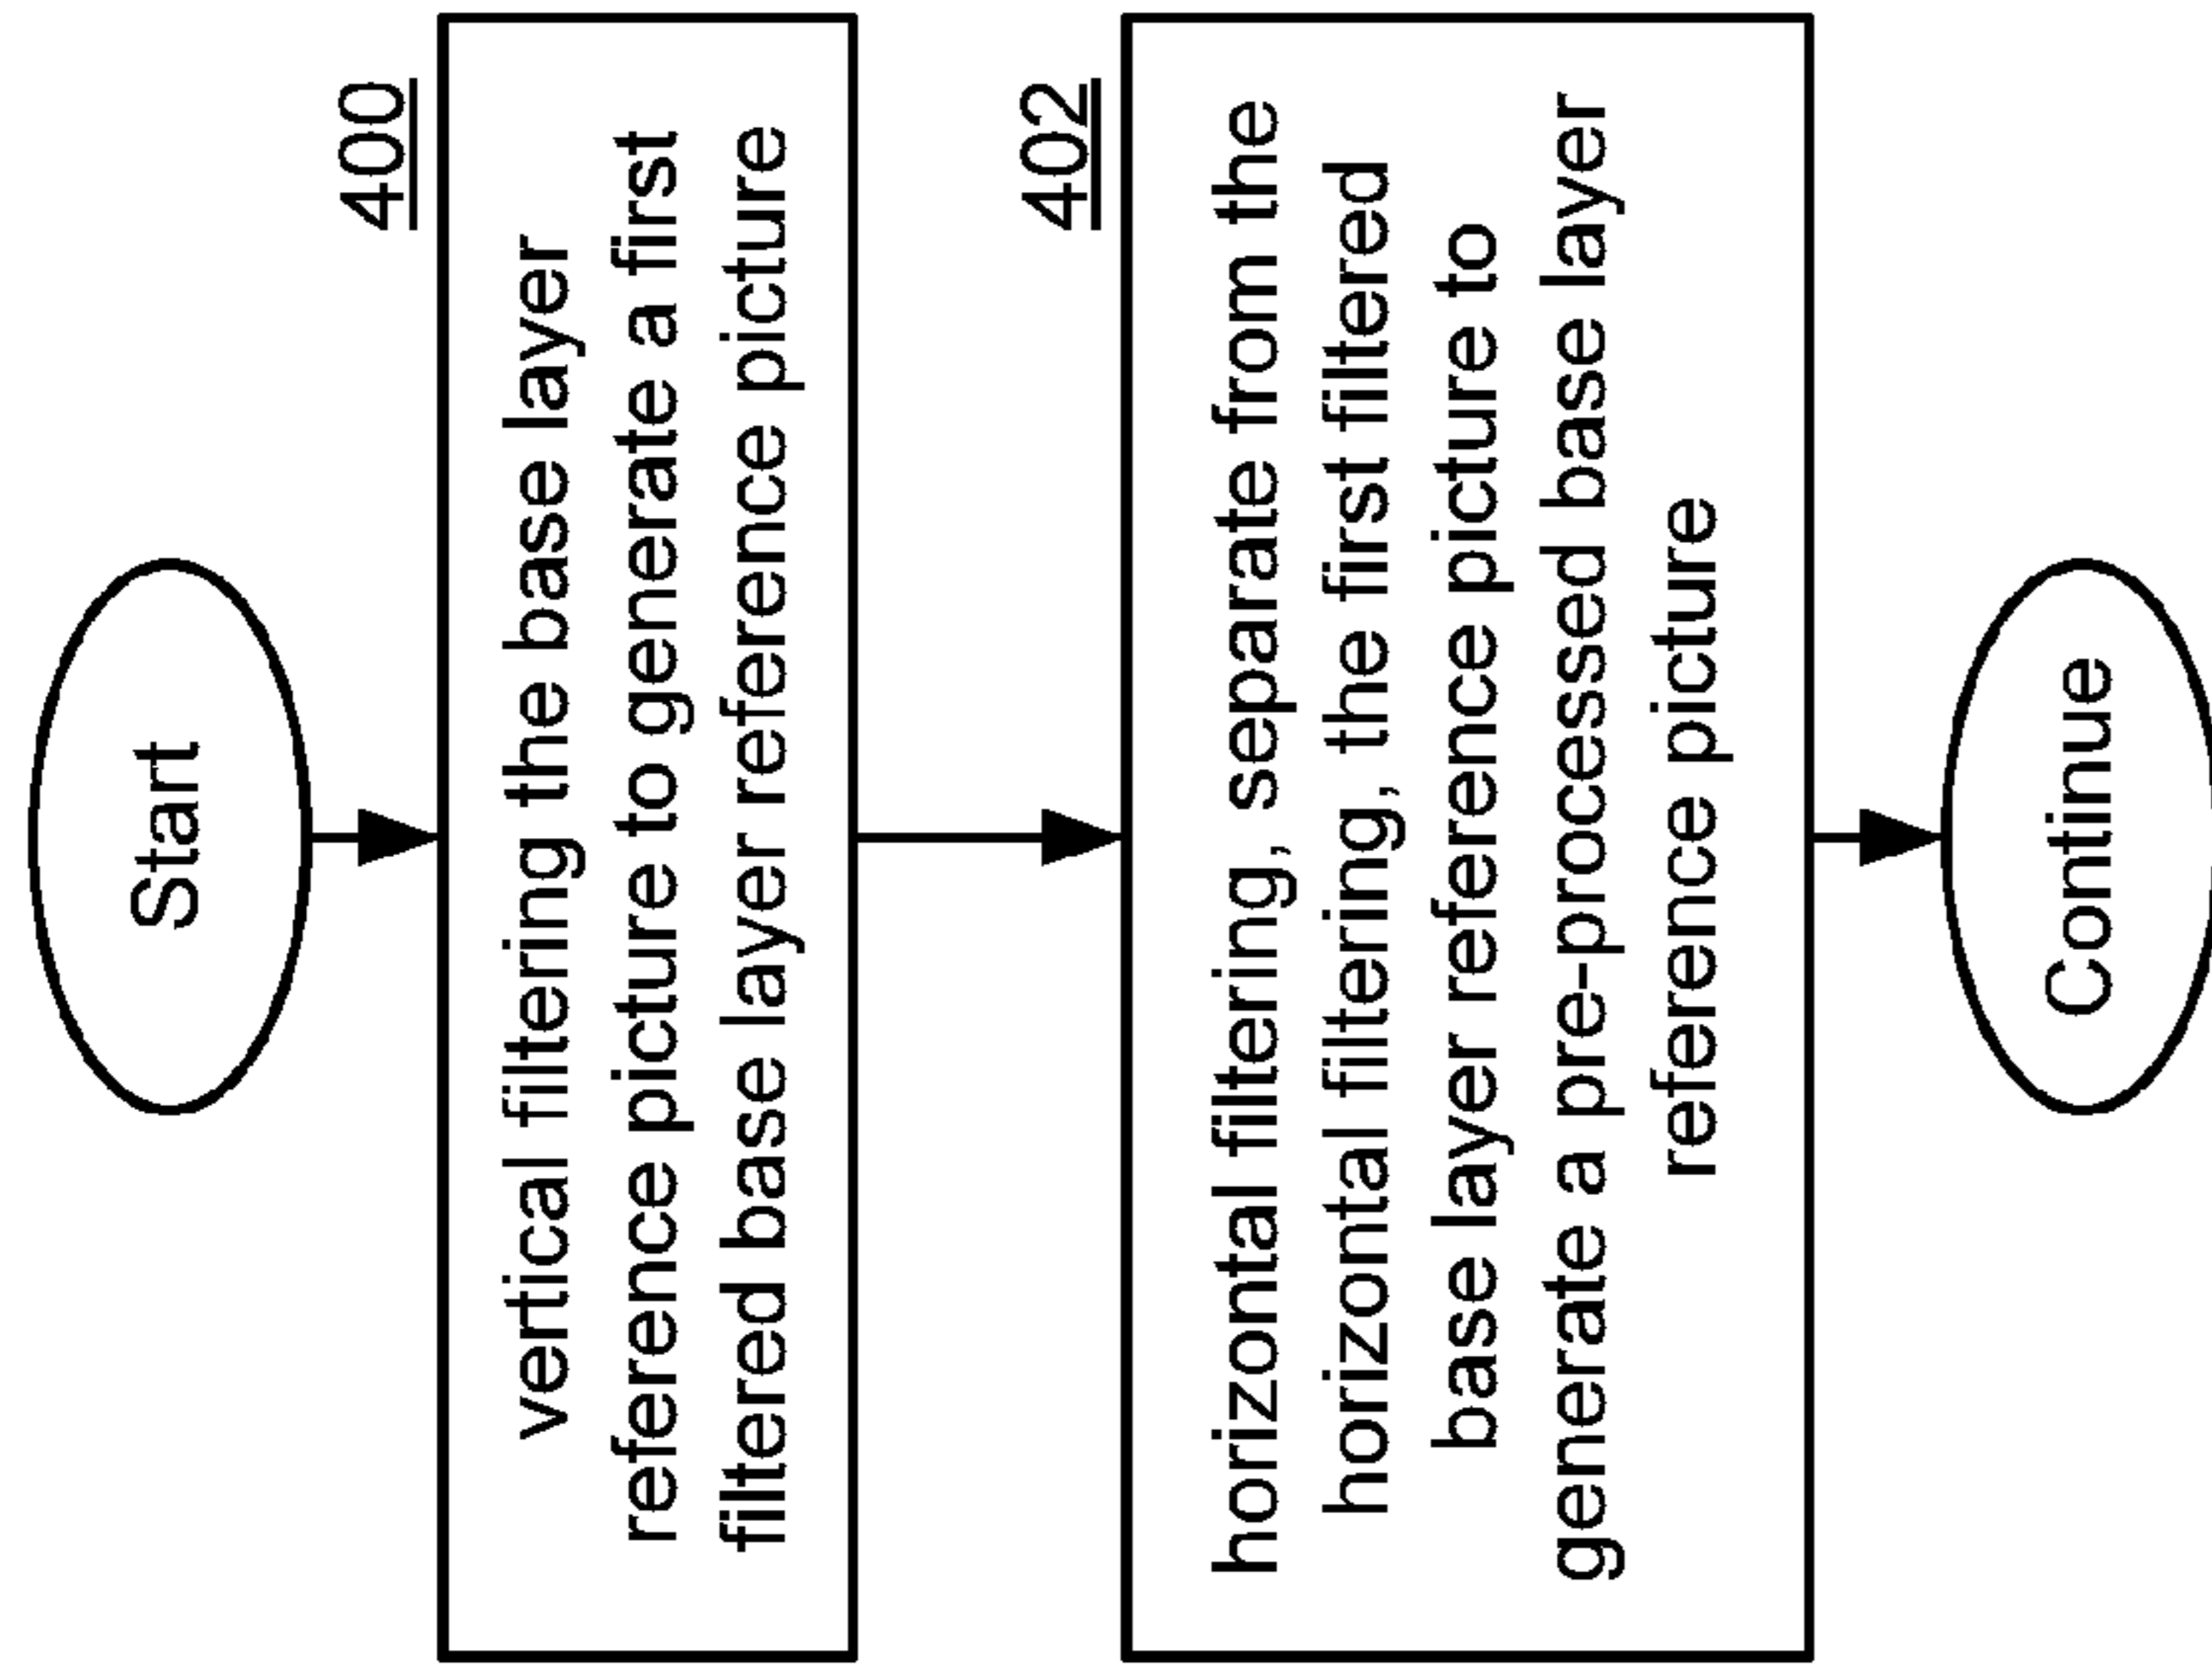 Start
400
vertical filtering the base layer
reference picture to generate a first
filtered base layer reference picture
402
horizontal filtering, separate from the
horizontal filtering, the first filtered
base layer reference picture to
generate a pre-processed base layer
reference picture
Continue